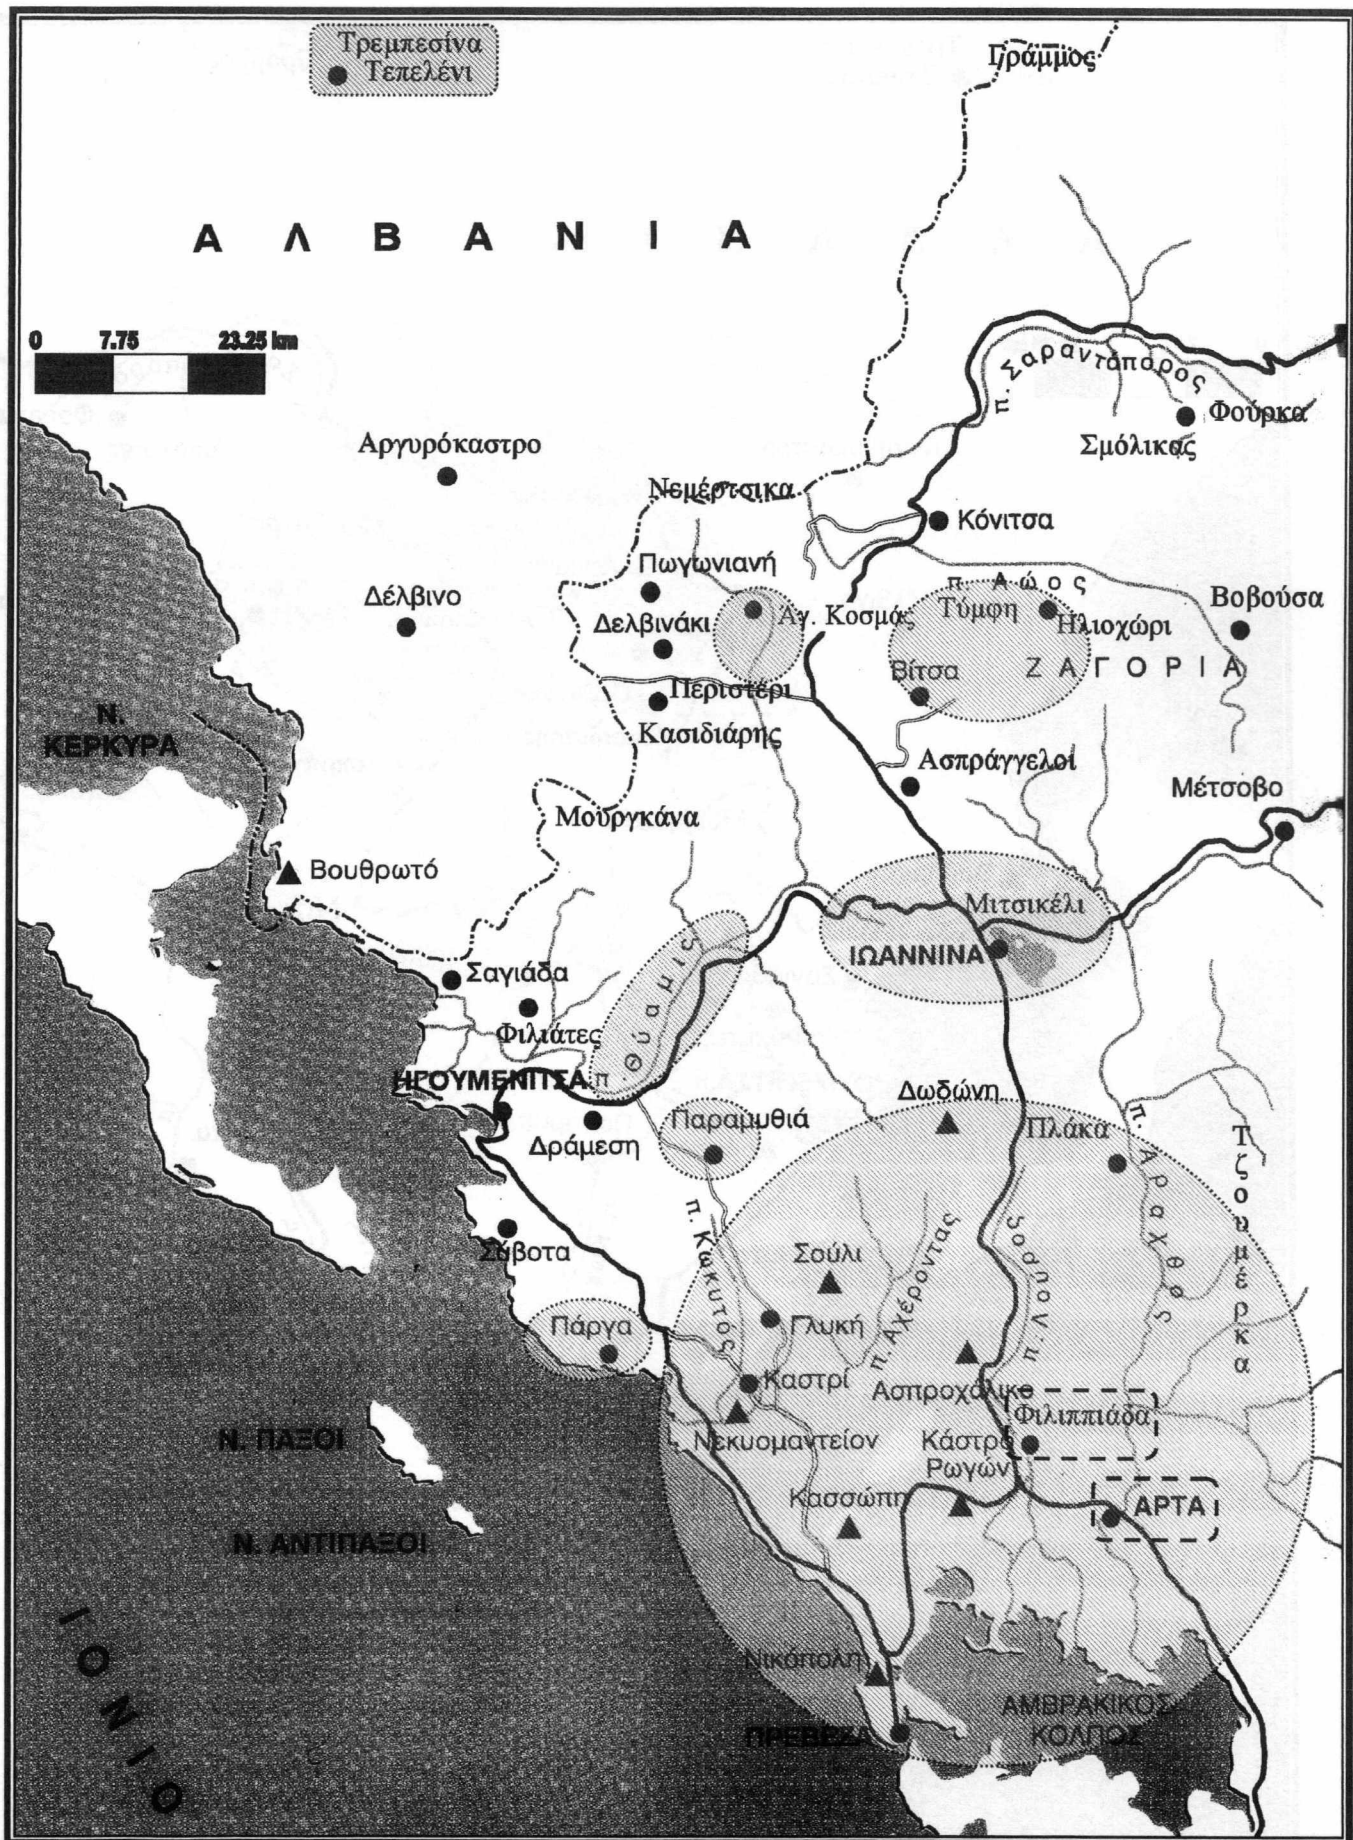 Τρεμπεσίνα
Τεπελένι
Γράμμος
ΑΛΒΑΝΙΑ
0 7.75 23.25 km
π. Σαραντόπορος
Φούρκα
Σμόλικας
Αργυρόκαστρο
Νεμέρτσικα
Κόνιτσα
Πωγωνιανή
π. Αώος
Δέλβινο
Αγ. Κοσμάς
Τύμφη
Ηλιοχώρι
Βοβούσα
Δελβινάκι
ΖΑΓΟΡΙΑ
Βίτσα
Περιστέρι
Ν.
ΚΕΡΚΥΡΑ
Κασιδιάρης
Ασπράγγελοι
Μέτσοβο
Μουργκάνα
Βουθρωτό
Μιτσικέλι
ΙΩΑΝΝΙΝΑ
Σαγιάδα
Φιλιάτες
π. Θύαμις
ΗΓΟΥΜΕΝΙΤΣΑ
Δωδώνη
Παραμυθιά
Πλάκα
Δράμεση
π. Άραχθος
Τζουμέρκα
π. Κωκυτός
Σύβοτα
Σούλι
π. Αχέροντας
π. Λούρος
Πάργα
Γλυκή
Καστρί
Ασπροχάλικο
Φιλιππιάδα
Ν. ΠΑΞΟΙ
Νεκυομαντείον
Κάστρο
Ρωγών
Κασσώπη
ΑΡΤΑ
Ν. ΑΝΤΙΠΑΞΟΙ
ΙΟΝΙΟ
Νικόπολη
ΑΜΒΡΑΚΙΚΟΣ
ΚΟΛΠΟΣ
ΠΡΕΒΕΖΑ